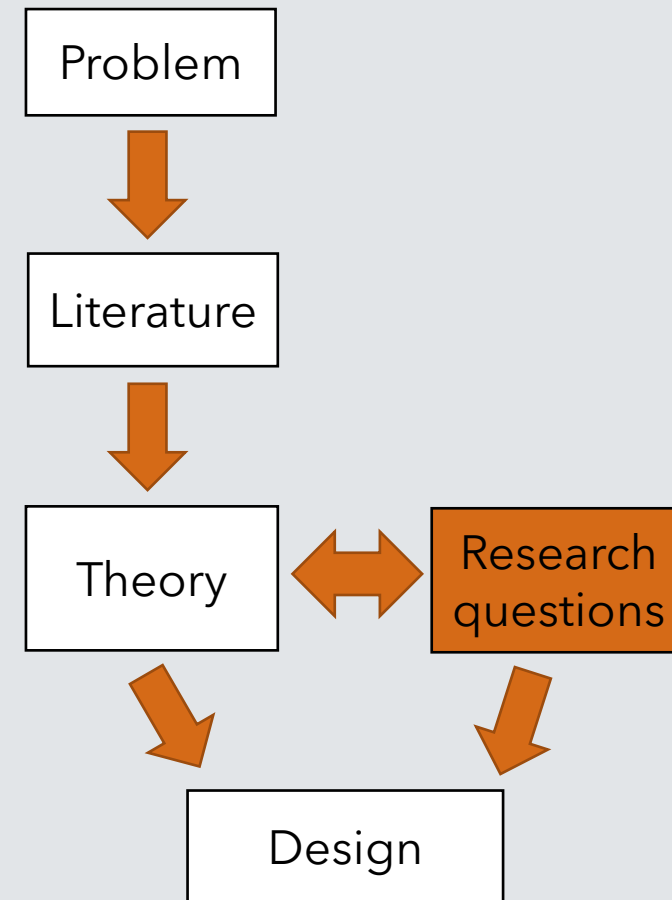 Problem
Literature
Theory
Research
questions
Design